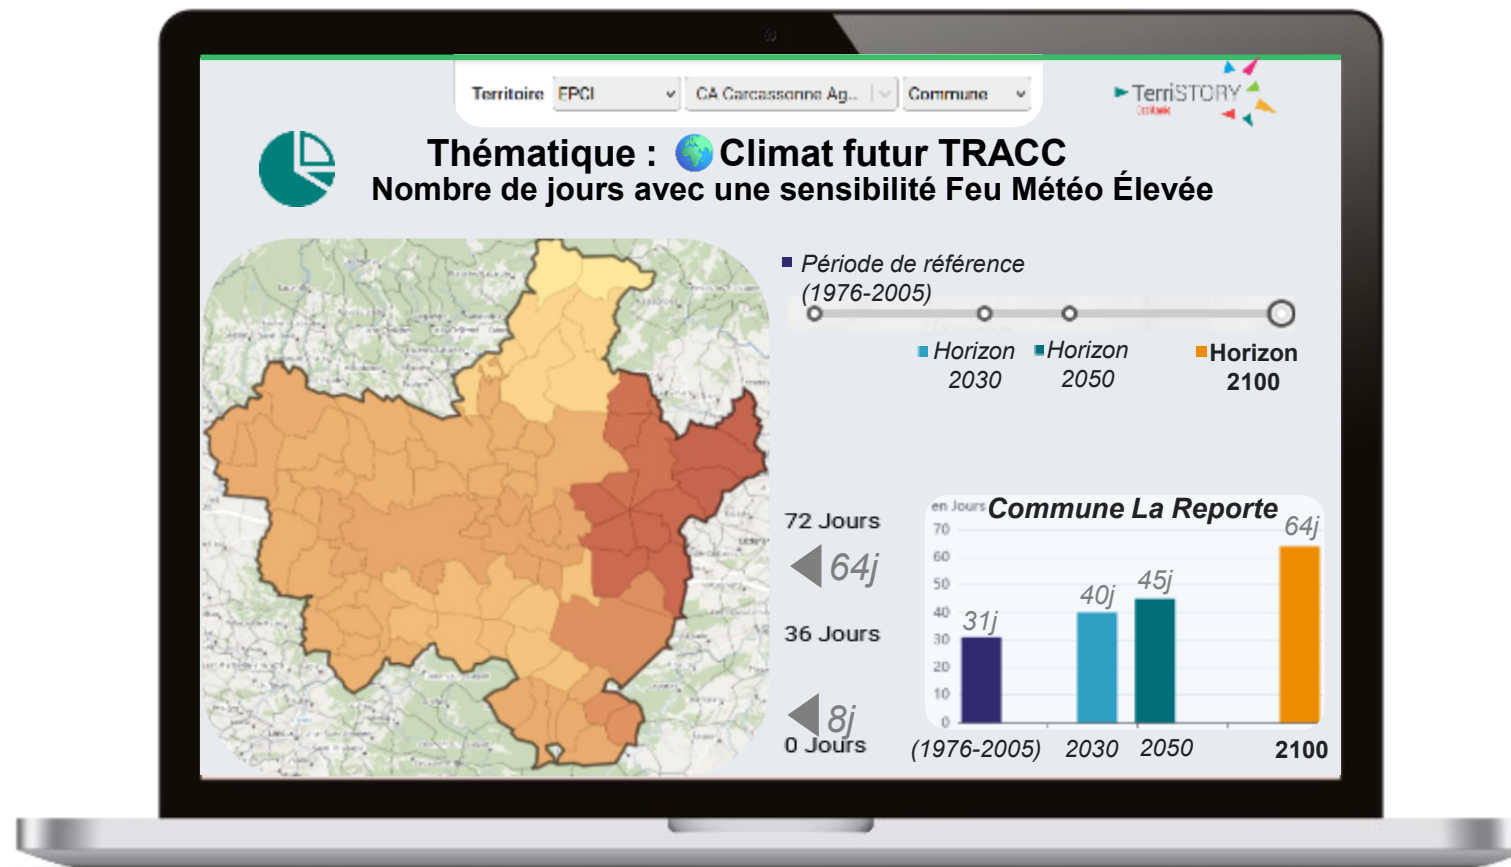 Territoire EPCI CA Carcassonne Ag... Commune
TerriSTORY
Occitanie
Thématique : Climat futur TRACC
Nombre de jours avec une sensibilité Feu Météo Élevée
Période de référence
(1976-2005)
Horizon
2030
Horizon
2050
Horizon
2100
72 Jours
64j
36 Jours
8j
0 Jours
en Jours
Commune La Reporte
70
60
50
40
30
20
10
0
31j
40j
45j
64j
(1976-2005) 2030 2050 2100